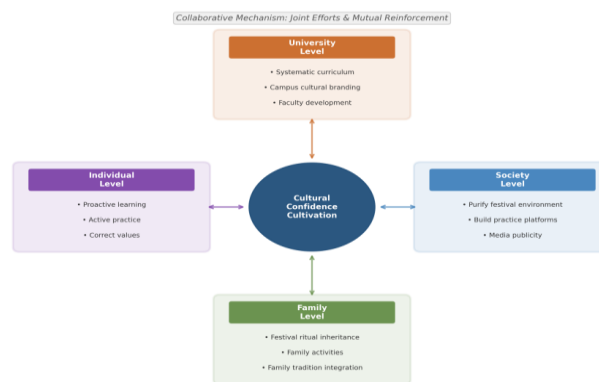 Collaborative Mechanism: Joint Efforts & Mutual Reinforcement
University
Level
• Systematic curriculum
• Campus cultural branding
• Faculty development
Individual
Level
• Proactive learning
• Active practice
• Correct values
Cultural
Confidence
Cultivation
Society
Level
• Purify festival environment
• Build practice platforms
• Media publicity
Family
Level
• Festival ritual inheritance
• Family activities
• Family tradition integration